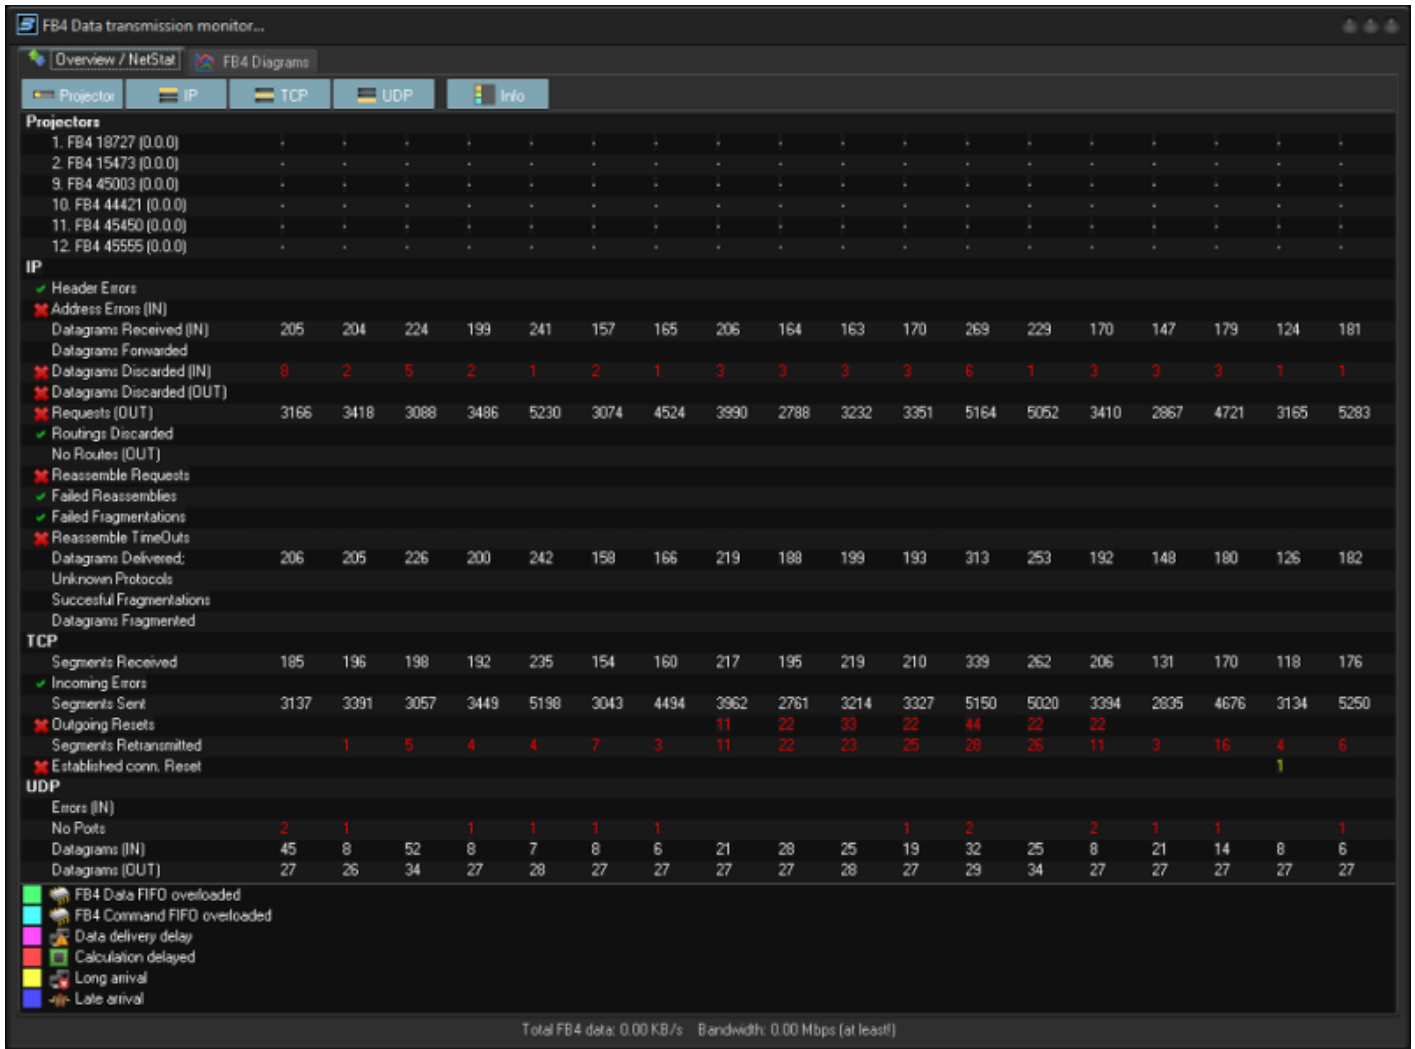 FB4 Data transmission monitor...
Overview / NetStat FB4 Diagrams
Projector IP TCP UDP Info
Projectors
1. FB4 18727 (0.0.0) - - - - - - - - - - - - - - - - - -
2. FB4 15473 (0.0.0) - - - - - - - - - - - - - - - - - -
9. FB4 45003 (0.0.0) - - - - - - - - - - - - - - - - - -
10. FB4 44421 (0.0.0) - - - - - - - - - - - - - - - - - -
11. FB4 45450 (0.0.0) - - - - - - - - - - - - - - - - - -
12. FB4 45555 (0.0.0) - - - - - - - - - - - - - - - - - -
IP
Header Errors
Address Errors (IN)
Datagrams Received (IN) 205 204 224 199 241 157 165 206 164 163 170 269 229 170 147 179 124 181
Datagrams Forwarded
Datagrams Discarded (IN) 8 2 5 2 1 2 1 3 3 3 3 6 1 3 3 3 1 1
Datagrams Discarded (OUT)
Requests (OUT) 3166 3418 3088 3486 5230 3074 4524 3990 2788 3232 3351 5164 5052 3410 2867 4721 3165 5283
Routings Discarded
No Routes (OUT)
Reassemble Requests
Failed Reassemblies
Failed Fragmentations
Reassemble TimeOuts
Datagrams Delivered; 206 205 226 200 242 158 166 219 188 199 193 313 253 192 148 180 126 182
Unknown Protocols
Succesful Fragmentations
Datagrams Fragmented
TCP
Segments Received 185 196 198 192 235 154 160 217 195 219 210 339 262 206 131 170 118 176
Incoming Errors
Segments Sent 3137 3391 3057 3449 5198 3043 4494 3962 2761 3214 3327 5150 5020 3394 2835 4676 3134 5250
Outgoing Resets 11 22 33 22 44 22 22
Segments Retransmitted 1 5 4 4 7 3 11 22 23 25 28 26 11 3 16 4 6
Established conn. Reset 1
UDP
Errors (IN)
No Ports 2 1 1 1 1 1 1 2 2 1 1 1
Datagrams (IN) 45 8 52 8 7 8 6 21 28 25 19 32 25 8 21 14 8 6
Datagrams (OUT) 27 26 34 27 28 27 27 27 27 28 27 29 34 27 27 27 27 27
FB4 Data FIFO overloaded
FB4 Command FIFO overloaded
Data delivery delay
Calculation delayed
Long arrival
Late arrival
Total FB4 data: 0.00 KB/s Bandwidth: 0.00 Mbps (at least!)